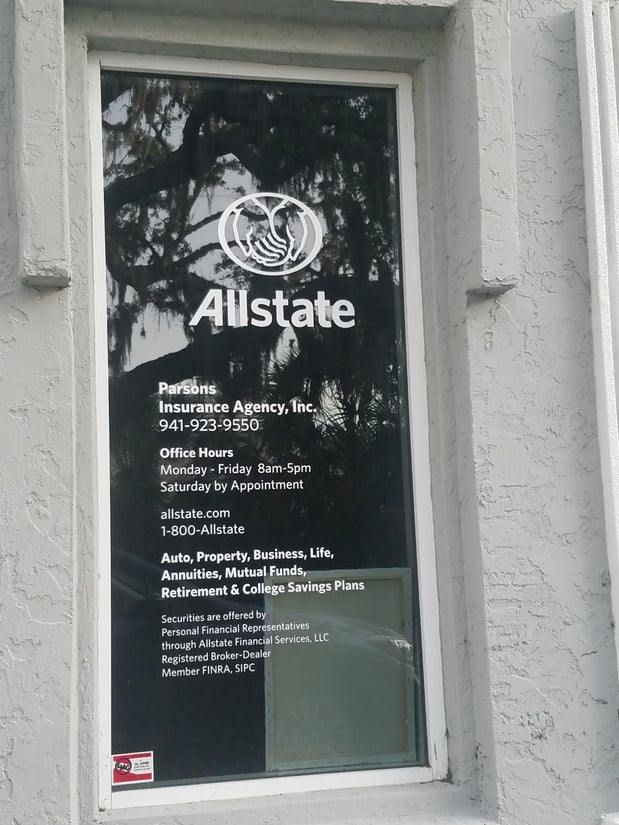 Allstate
Parsons
Insurance Agency, Inc.
941-923-9550
Office Hours
Monday - Friday 8am-5pm
Saturday by Appointment
allstate.com
1-800-Allstate
Auto, Property, Business, Life,
Annuities, Mutual Funds,
Retirement & College Savings Plans
Securities are offered by
Personal Financial Representatives
through Allstate Financial Services, LLC
Registered Broker-Dealer
Member FINRA, SIPC
ALARM